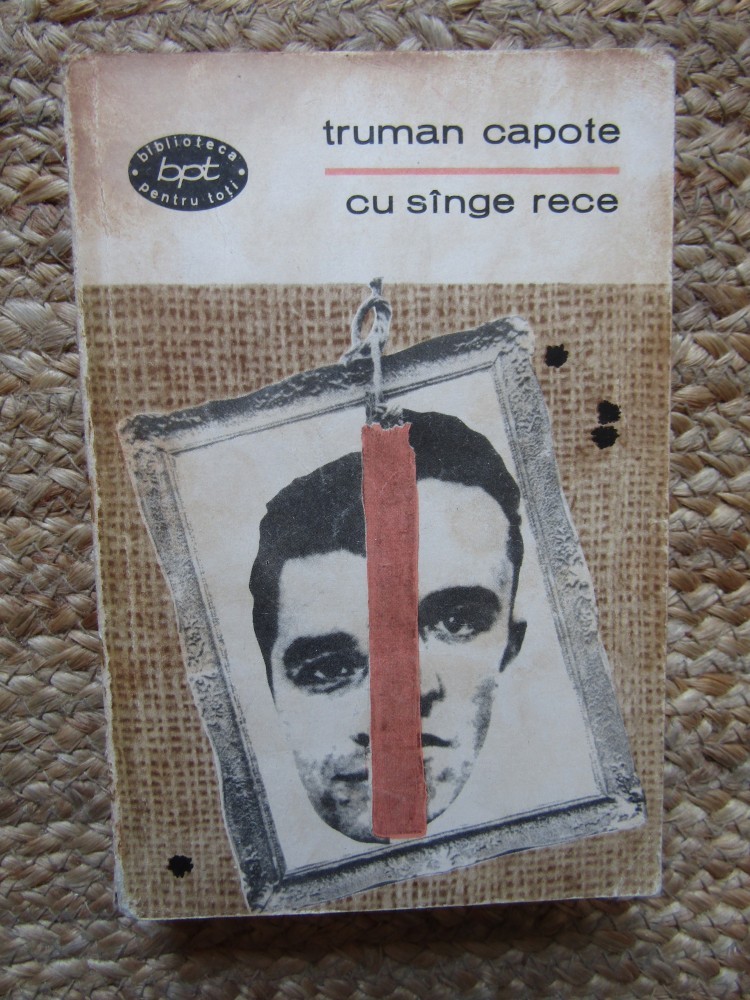 truman capote
biblioteca
bpt
pentru toți
cu sînge rece